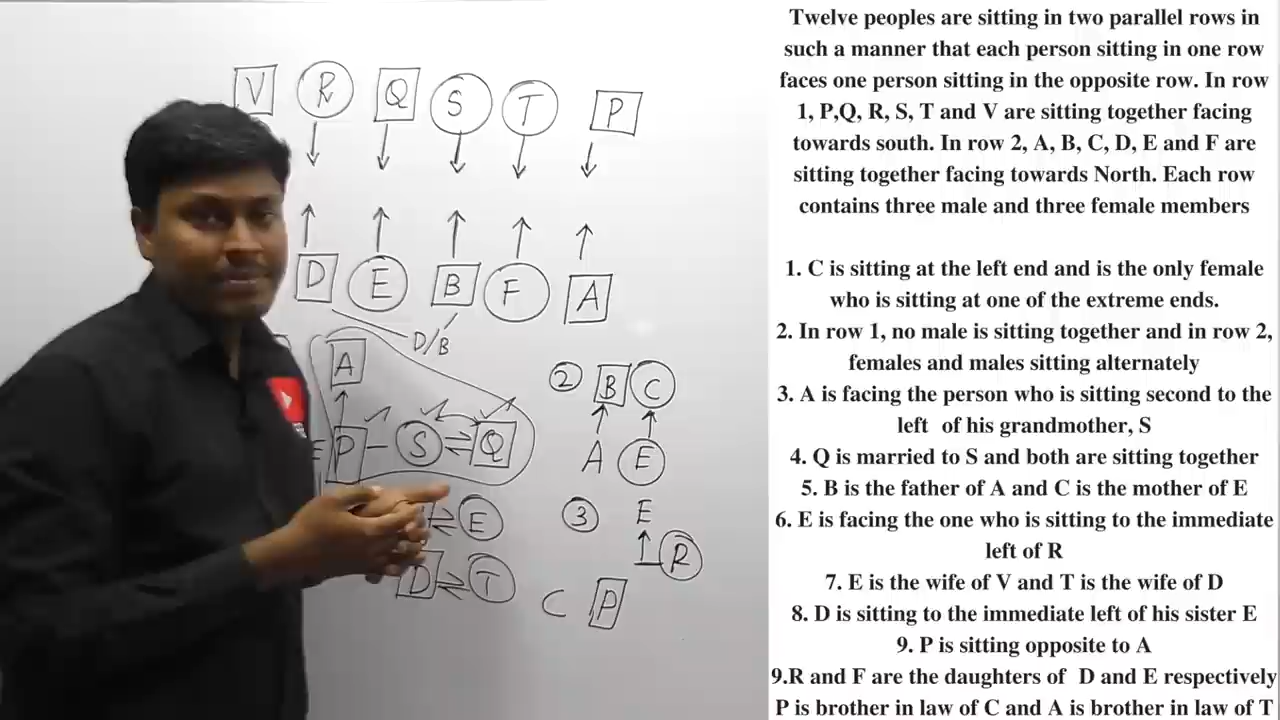 V R Q S T P
D E B F A
D/B
A
② B C
P – S ⇌ Q
A E
E
③ E
⇌ E
R
D ⇌ T
C P
Twelve peoples are sitting in two parallel rows in
such a manner that each person sitting in one row
faces one person sitting in the opposite row. In row
1, P,Q, R, S, T and V are sitting together facing
towards south. In row 2, A, B, C, D, E and F are
sitting together facing towards North. Each row
contains three male and three female members
1. C is sitting at the left end and is the only female
who is sitting at one of the extreme ends.
2. In row 1, no male is sitting together and in row 2,
females and males sitting alternately
3. A is facing the person who is sitting second to the
left of his grandmother, S
4. Q is married to S and both are sitting together
5. B is the father of A and C is the mother of E
6. E is facing the one who is sitting to the immediate
left of R
7. E is the wife of V and T is the wife of D
8. D is sitting to the immediate left of his sister E
9. P is sitting opposite to A
9.R and F are the daughters of D and E respectively
P is brother in law of C and A is brother in law of T